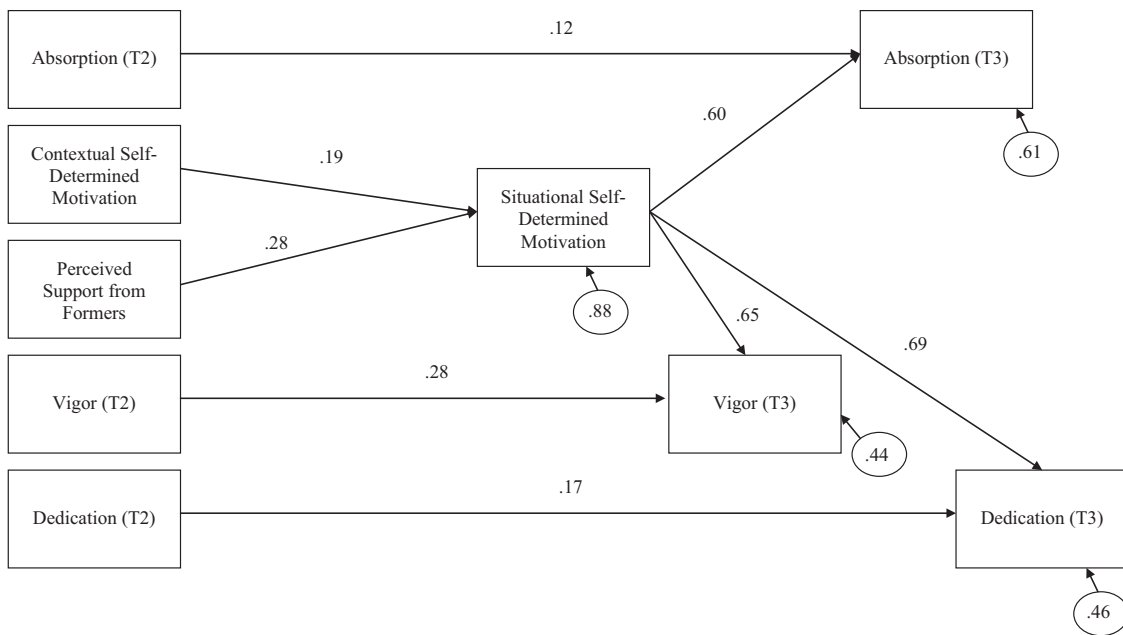 Absorption (T2)
.12
Absorption (T3)
.60
.61
Contextual Self-
Determined
Motivation
.19
Situational Self-
Determined
Motivation
.28
Perceived
Support from
Formers
.88
.65
.69
Vigor (T2)
.28
Vigor (T3)
.44
Dedication (T2)
.17
Dedication (T3)
.46